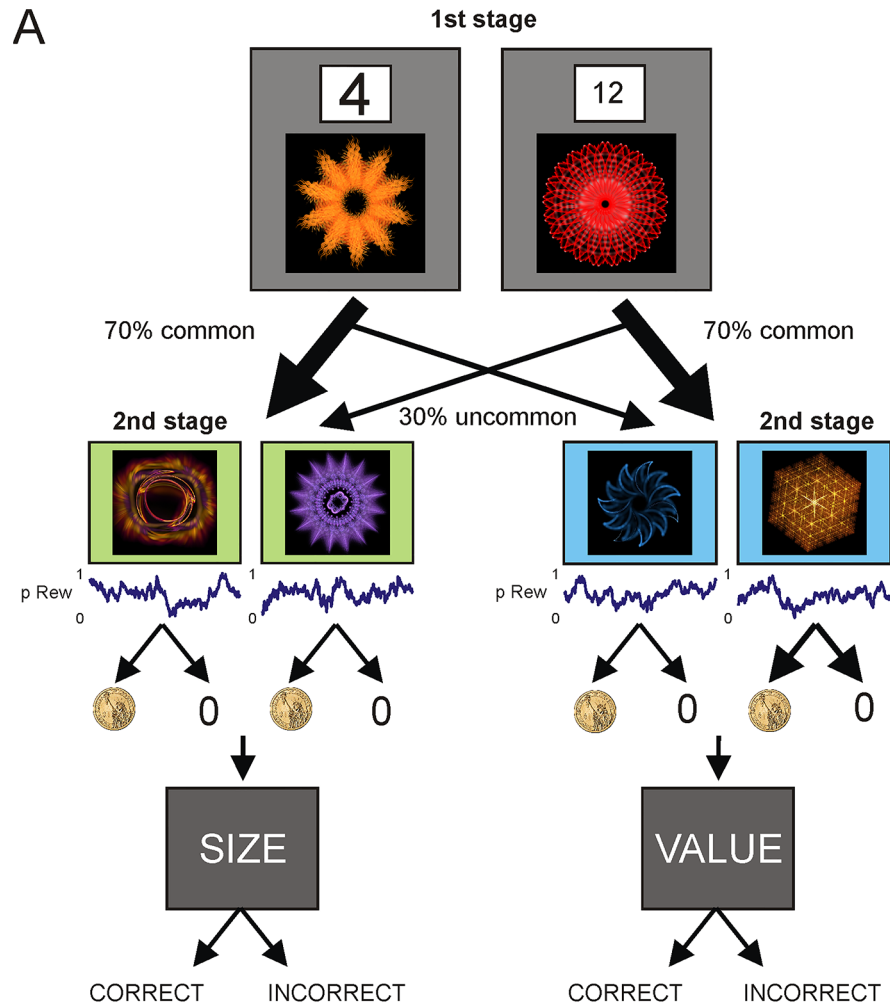 A
1st stage
4
12
70% common
70% common
30% uncommon
2nd stage
2nd stage
1
1
1
1
p Rew
p Rew
0
0
0
0
0
0
0
0
SIZE
VALUE
CORRECT
INCORRECT
CORRECT
INCORRECT